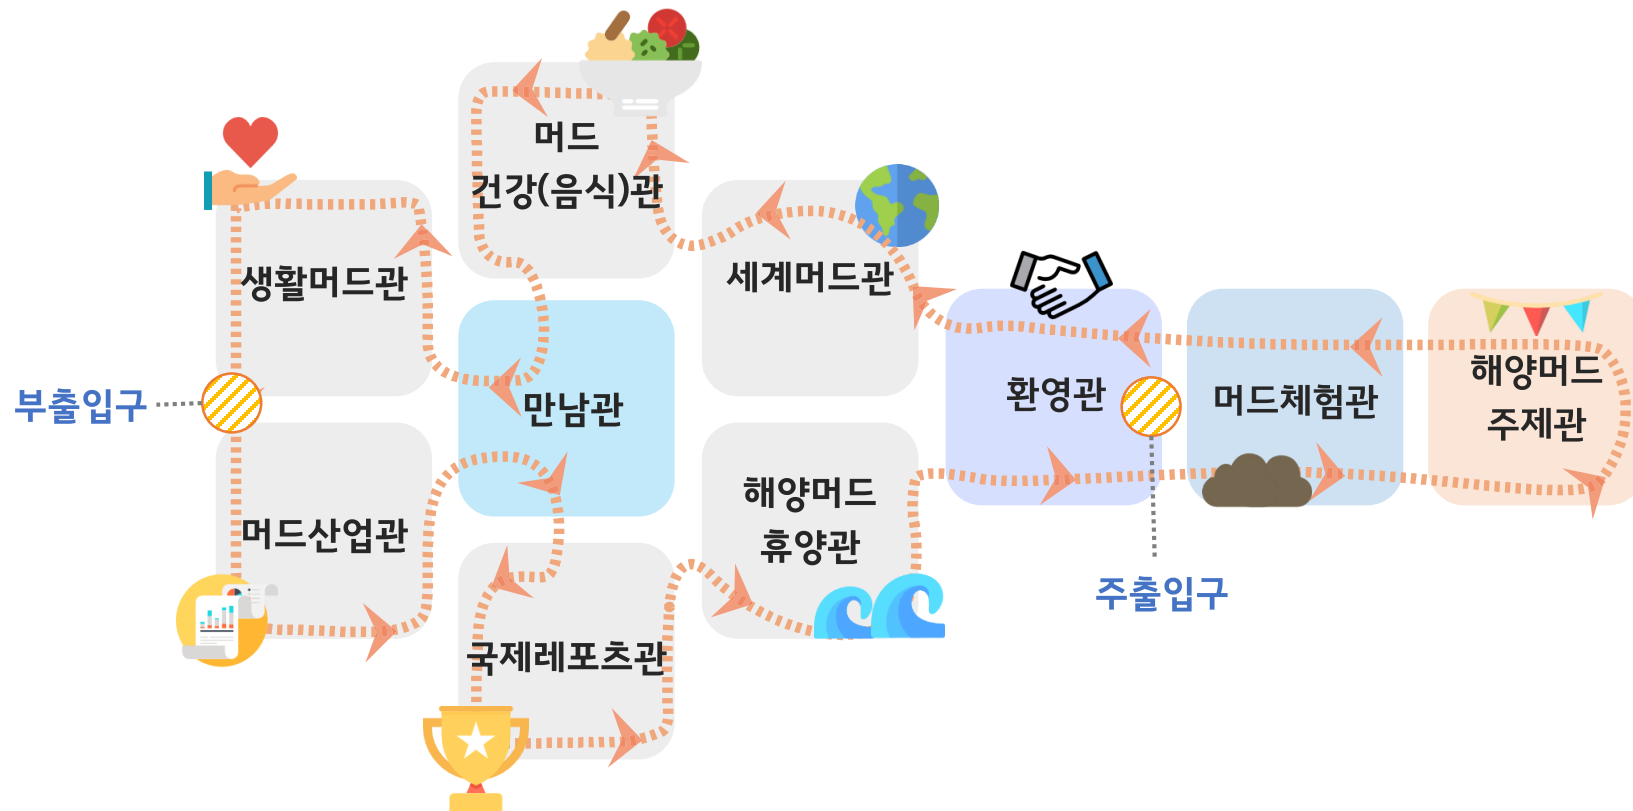 머드
건강(음식)관
생활머드관
세계머드관
만남관
부출입구
환영관
머드체험관
해양머드
주제관
머드산업관
해양머드
휴양관
국제레포츠관
주출입구